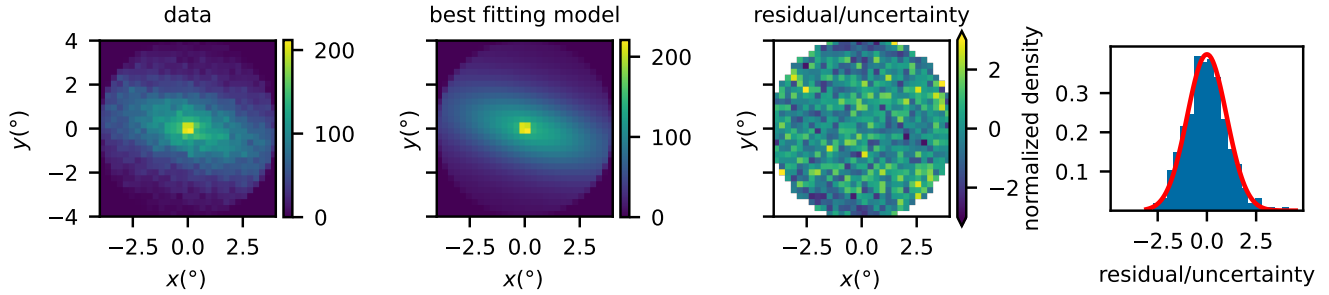 data
best fitting model
residual/uncertainty
4
2
0
−2
−4
y(°)
−2.5
0.0
2.5
x(°)
200
100
0
y(°)
−2.5
0.0
2.5
x(°)
200
100
0
y(°)
−2.5
0.0
2.5
x(°)
2
0
−2
normalized density
0.3
0.2
0.1
−2.5
0.0
2.5
residual/uncertainty